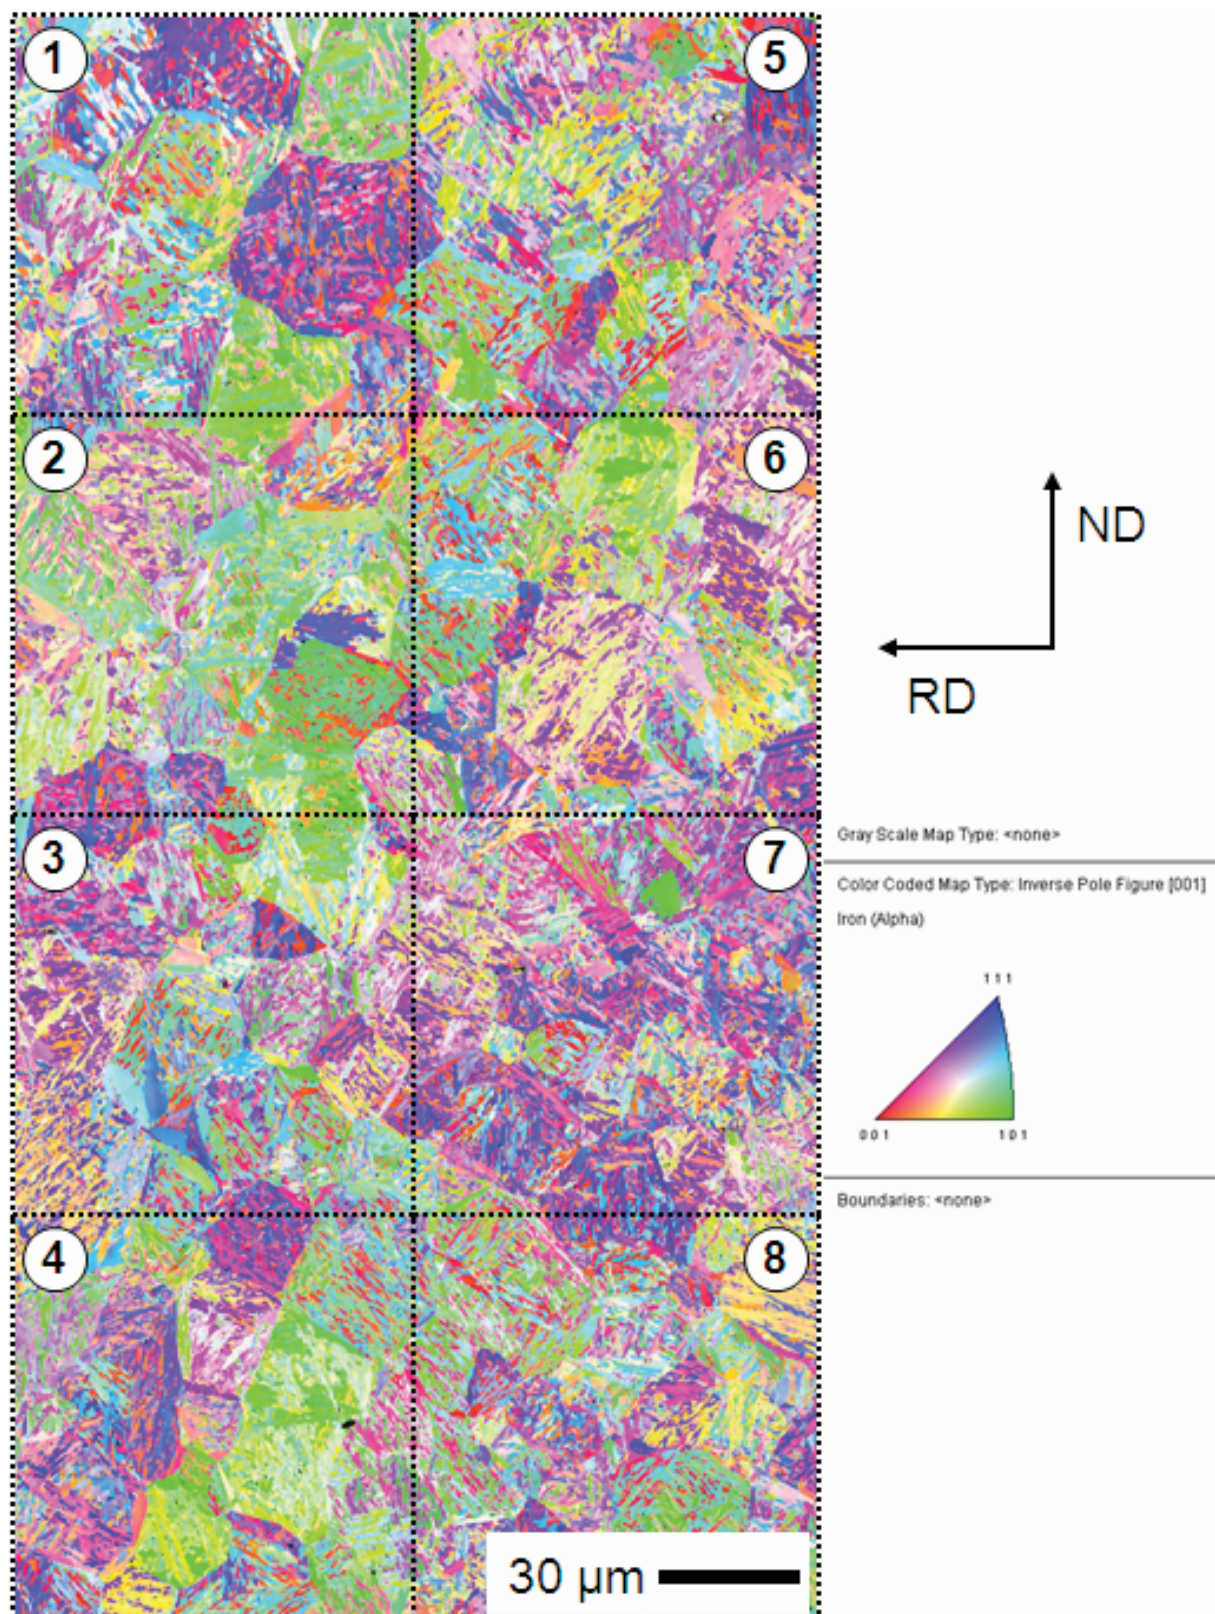 1
5
2
6
ND
RD
3
7
Gray Scale Map Type: <none>
Color Coded Map Type: Inverse Pole Figure [001]
Iron (Alpha)
111
001
101
Boundaries: <none>
4
8
30 µm